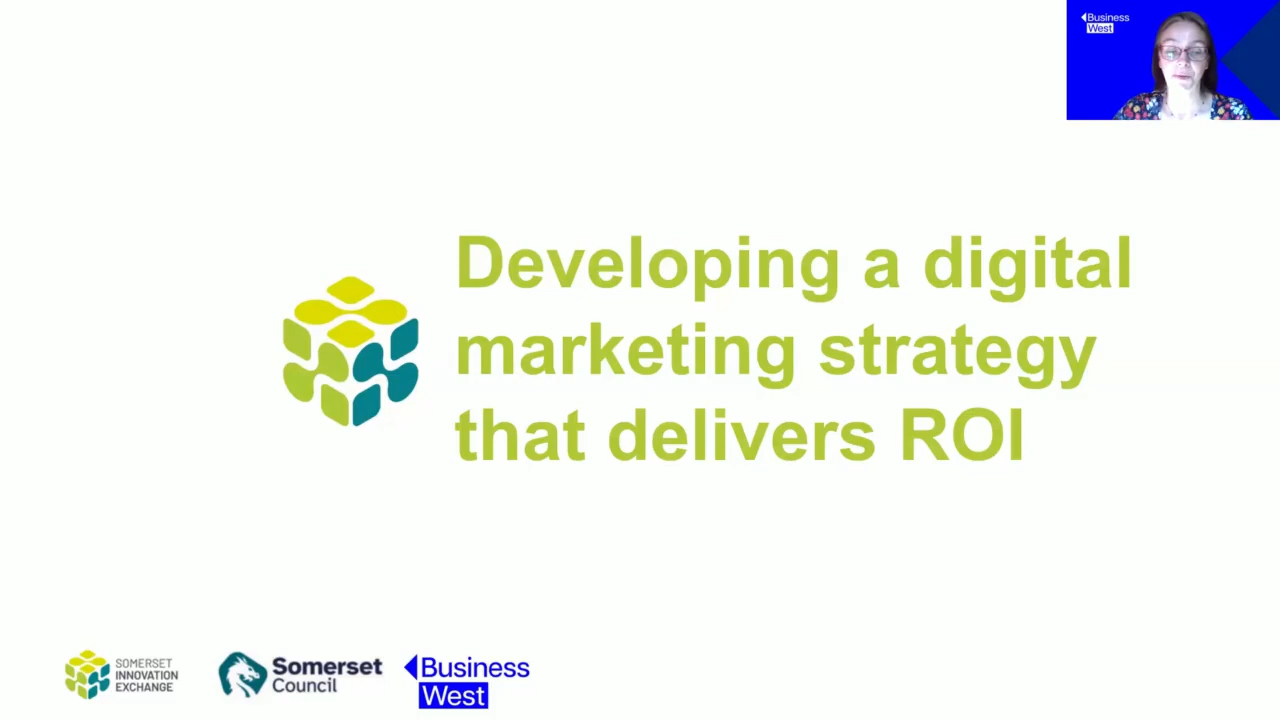 Business
West
Developing a digital
marketing strategy
that delivers ROI
SOMERSET
INNOVATION
EXCHANGE
Somerset
Council
Business
West